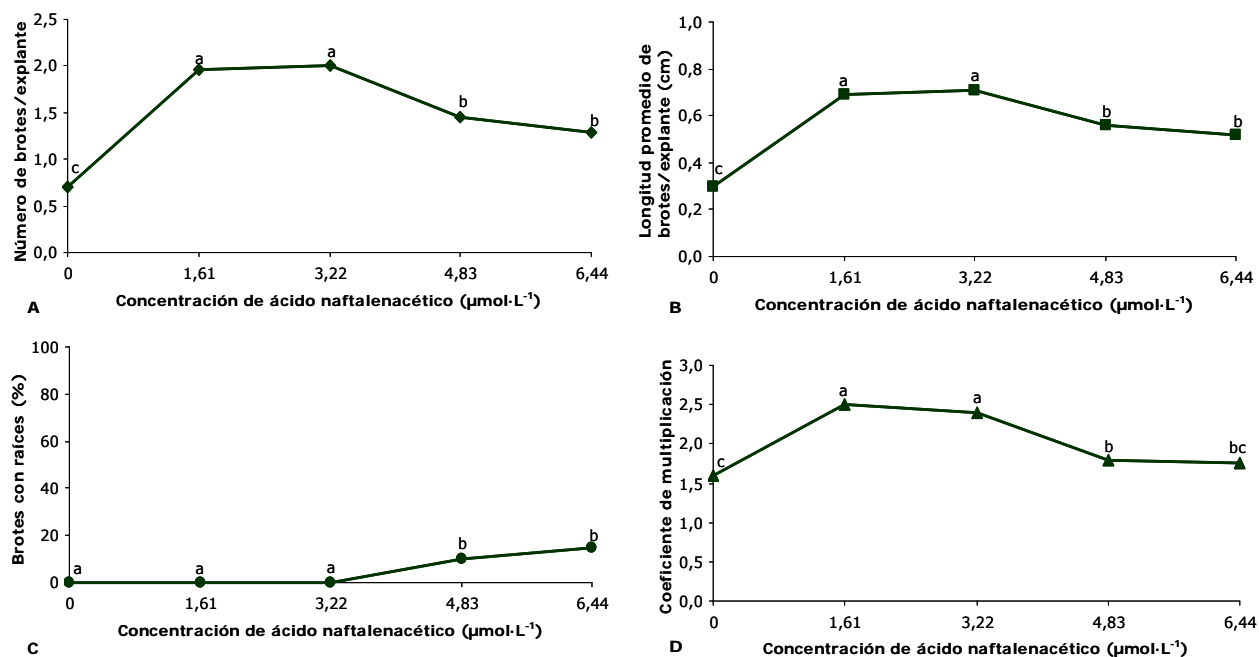 Número de brotes/explante
2,5
2,0
1,5
1,0
0,5
0,0
c
a
a
b
b
0 1,61 3,22 4,83 6,44
Concentración de ácido naftalenacético (µmol·L⁻¹)
A
Longitud promedio de
brotes/explante (cm)
1,0
0,8
0,6
0,4
0,2
0,0
c
a
a
b
b
0 1,61 3,22 4,83 6,44
Concentración de ácido naftalenacético (µmol·L⁻¹)
B
Brotes con raíces (%)
100
80
60
40
20
0
a
a
a
b
b
0 1,61 3,22 4,83 6,44
Concentración de ácido naftalenacético (µmol·L⁻¹)
C
Coeficiente de multiplicación
3,0
2,5
2,0
1,5
1,0
0,5
0,0
c
a
a
b
bc
0 1,61 3,22 4,83 6,44
Concentración de ácido naftalenacético (µmol·L⁻¹)
D